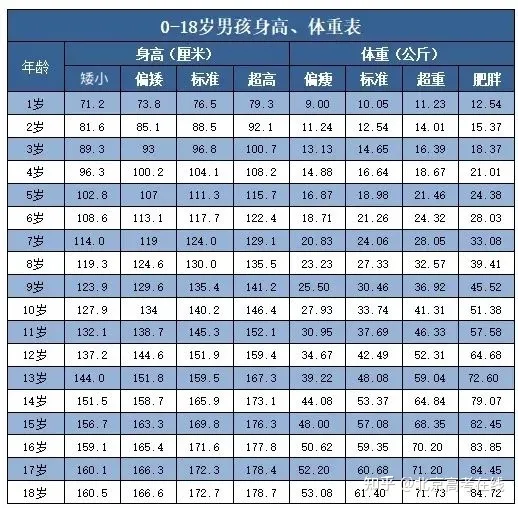 0-18岁男孩身高、体重表
年龄 身高（厘米） 体重（公斤）
矮小 偏矮 标准 超高 偏瘦 标准 超重 肥胖
1岁 71.2 73.8 76.5 79.3 9.00 10.05 11.23 12.54
2岁 81.6 85.1 88.5 92.1 11.24 12.54 14.01 15.37
3岁 89.3 93 96.8 100.7 13.13 14.65 16.39 18.37
4岁 96.3 100.2 104.1 108.2 14.88 16.64 18.67 21.01
5岁 102.8 107 111.3 115.7 16.87 18.98 21.46 24.38
6岁 108.6 113.1 117.7 122.4 18.71 21.26 24.32 28.03
7岁 114.0 119 124.0 129.1 20.83 24.06 28.05 33.08
8岁 119.3 124.6 130.0 135.5 23.23 27.33 32.57 39.41
9岁 123.9 129.6 135.4 141.2 25.50 30.46 36.92 45.52
10岁 127.9 134 140.2 146.4 27.93 33.74 41.31 51.38
11岁 132.1 138.7 145.3 152.1 30.95 37.69 46.33 57.58
12岁 137.2 144.6 151.9 159.4 34.67 42.49 52.31 64.68
13岁 144.0 151.8 159.5 167.3 39.22 48.08 59.04 72.60
14岁 151.5 158.7 165.9 173.1 44.08 53.37 64.84 79.07
15岁 156.7 163.3 169.8 176.3 48.00 57.08 68.35 82.45
16岁 159.1 165.4 171.6 177.8 50.62 59.35 70.20 83.85
17岁 160.1 166.3 172.3 178.4 52.20 60.68 71.20 84.45
18岁 160.5 166.6 172.7 178.7 53.08 61.40 71.73 84.72
知乎 @北京高考在线